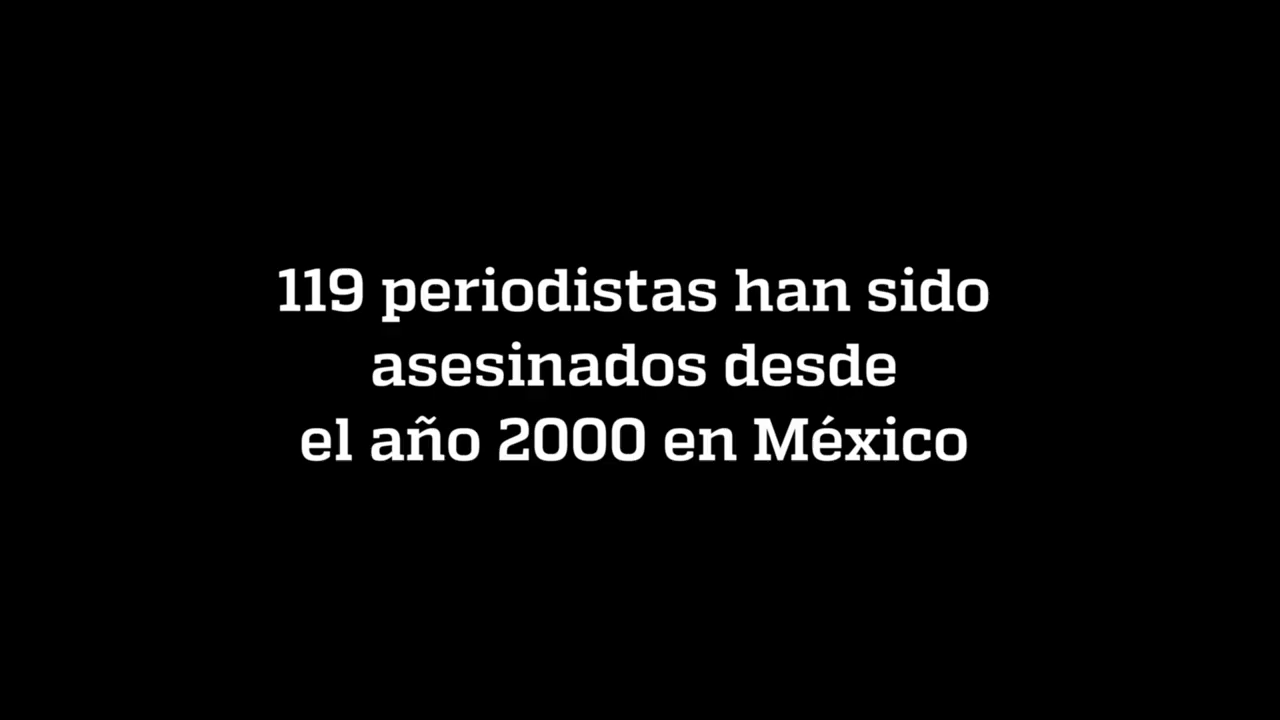 119 periodistas han sido
asesinados desde
el año 2000 en México